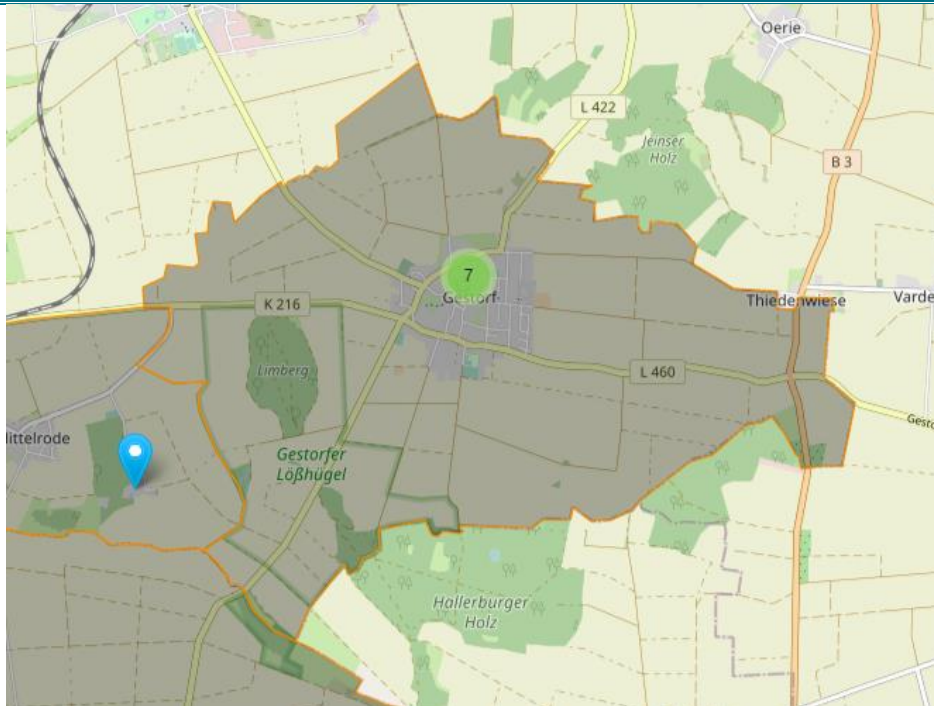 Oerie
L 422
Jeinser
Holz
B 3
7
Gestorf
K 216
Thiedenwiese
Varde
Limberg
L 460
Gesto
ittelrode
Gestorfer
Lößhügel
Hallerburger
Holz